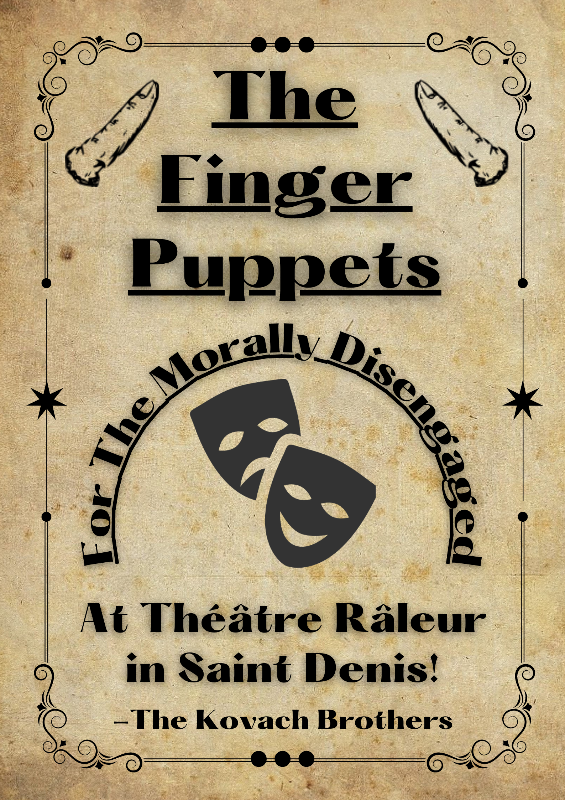 The
Finger
Puppets
For The Morally Disengaged
At Théâtre Râleur
in Saint Denis!
–The Kovach Brothers